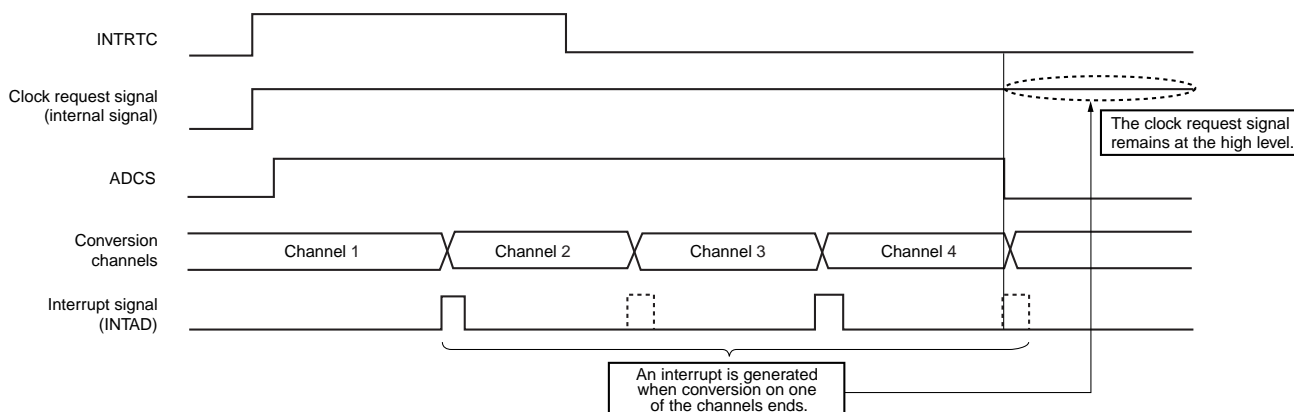 INTRTC
Clock request signal
(internal signal)
The clock request signal
remains at the high level.
ADCS
Conversion
channels
Channel 1
Channel 2
Channel 3
Channel 4
Interrupt signal
(INTAD)
An interrupt is generated
when conversion on one
of the channels ends.